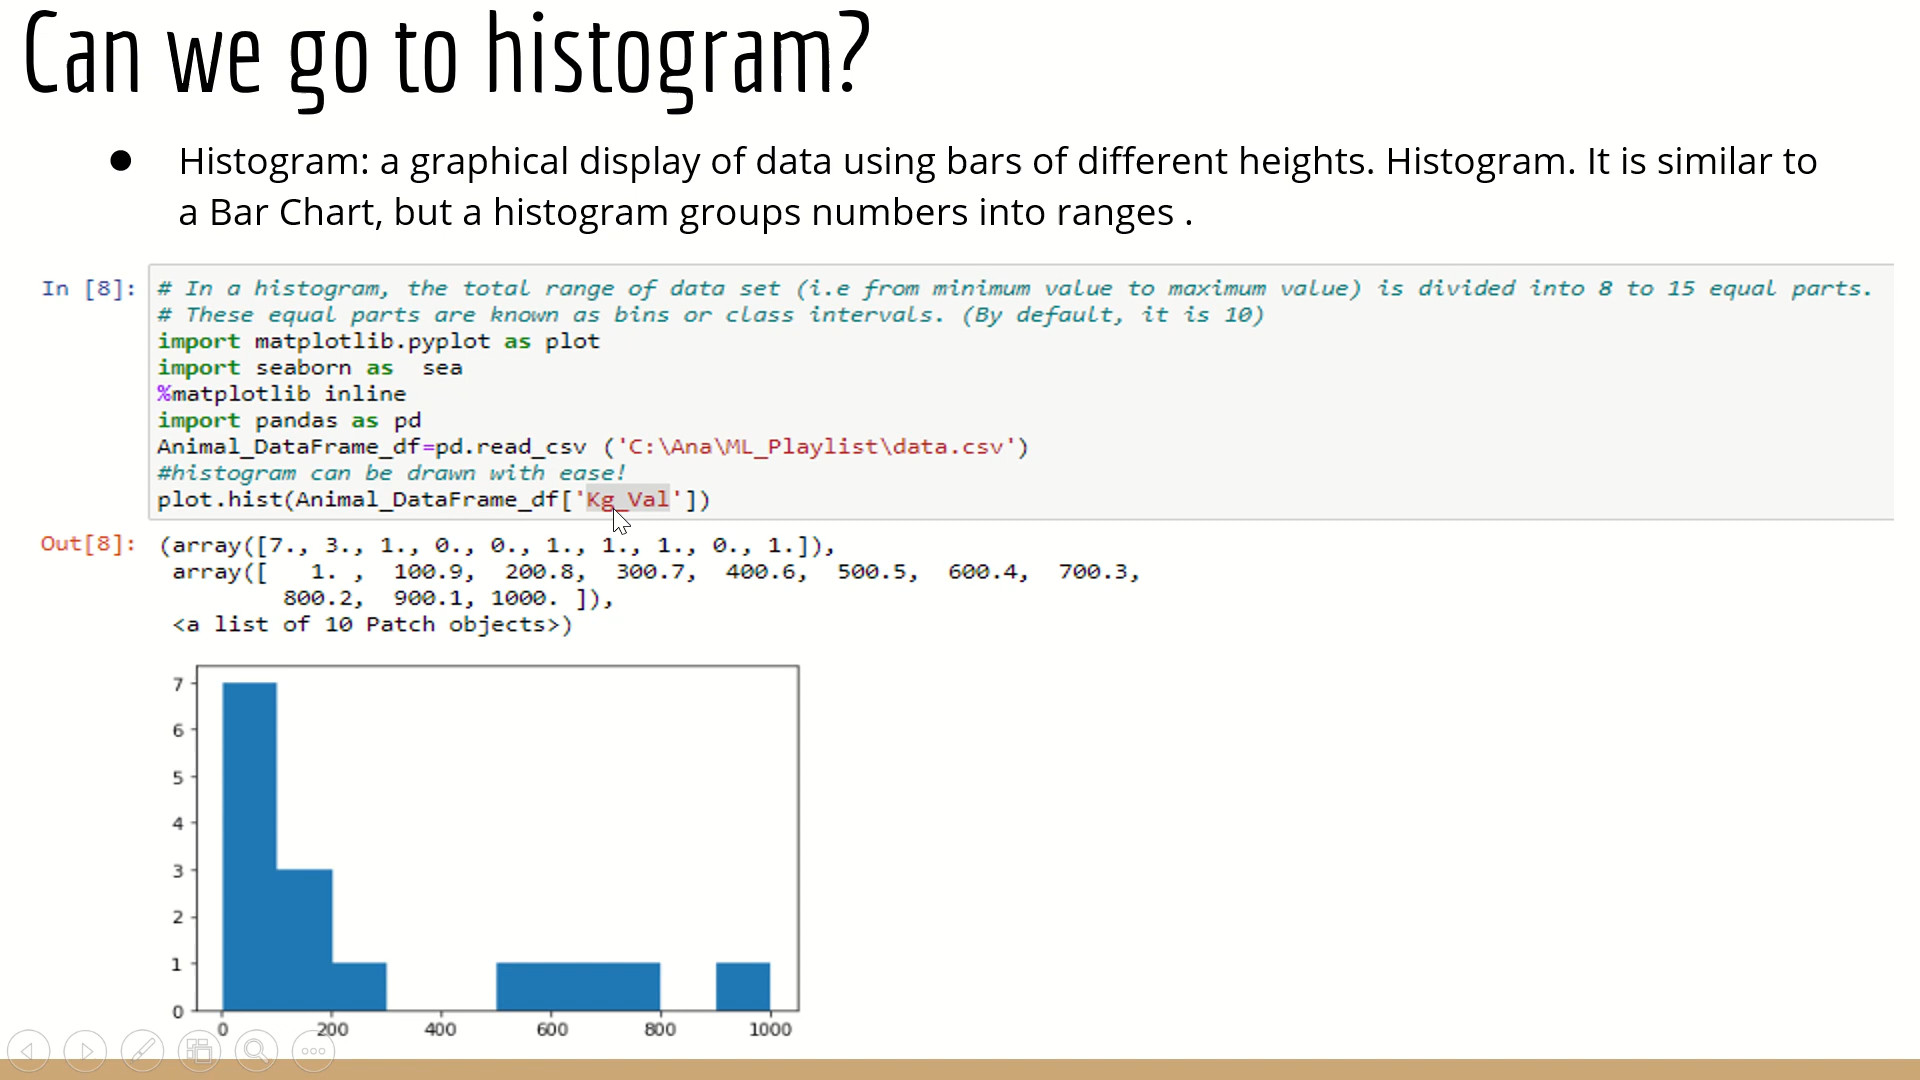 Can we go to histogram?
● Histogram: a graphical display of data using bars of different heights. Histogram. It is similar to
a Bar Chart, but a histogram groups numbers into ranges .
In [8]: # In a histogram, the total range of data set (i.e from minimum value to maximum value) is divided into 8 to 15 equal parts.
# These equal parts are known as bins or class intervals. (By default, it is 10)
import matplotlib.pyplot as plot
import seaborn as  sea
%matplotlib inline
import pandas as pd
Animal_DataFrame_df=pd.read_csv ('C:\Ana\ML_Playlist\data.csv')
#histogram can be drawn with ease!
plot.hist(Animal_DataFrame_df['Kg_Val'])
Out[8]: (array([7., 3., 1., 0., 0., 1., 1., 1., 0., 1.]),
array([   1. ,  100.9,  200.8,  300.7,  400.6,  500.5,  600.4,  700.3,
800.2,  900.1, 1000. ]),
<a list of 10 Patch objects>)
7
6
5
4
3
2
1
0
0 200 400 600 800 1000